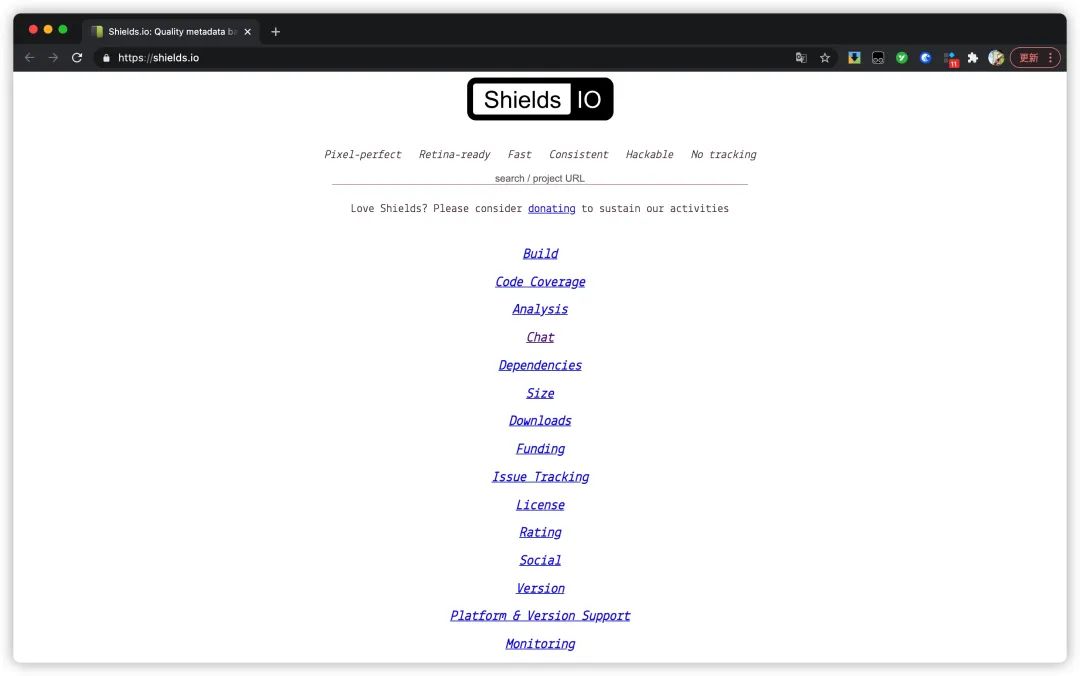 Shields.io: Quality metadata ba
https://shields.io
11
更新
Shields IO
Pixel-perfect Retina-ready Fast Consistent Hackable No tracking
search / project URL
Love Shields? Please consider donating to sustain our activities
Build
Code Coverage
Analysis
Chat
Dependencies
Size
Downloads
Funding
Issue Tracking
License
Rating
Social
Version
Platform & Version Support
Monitoring